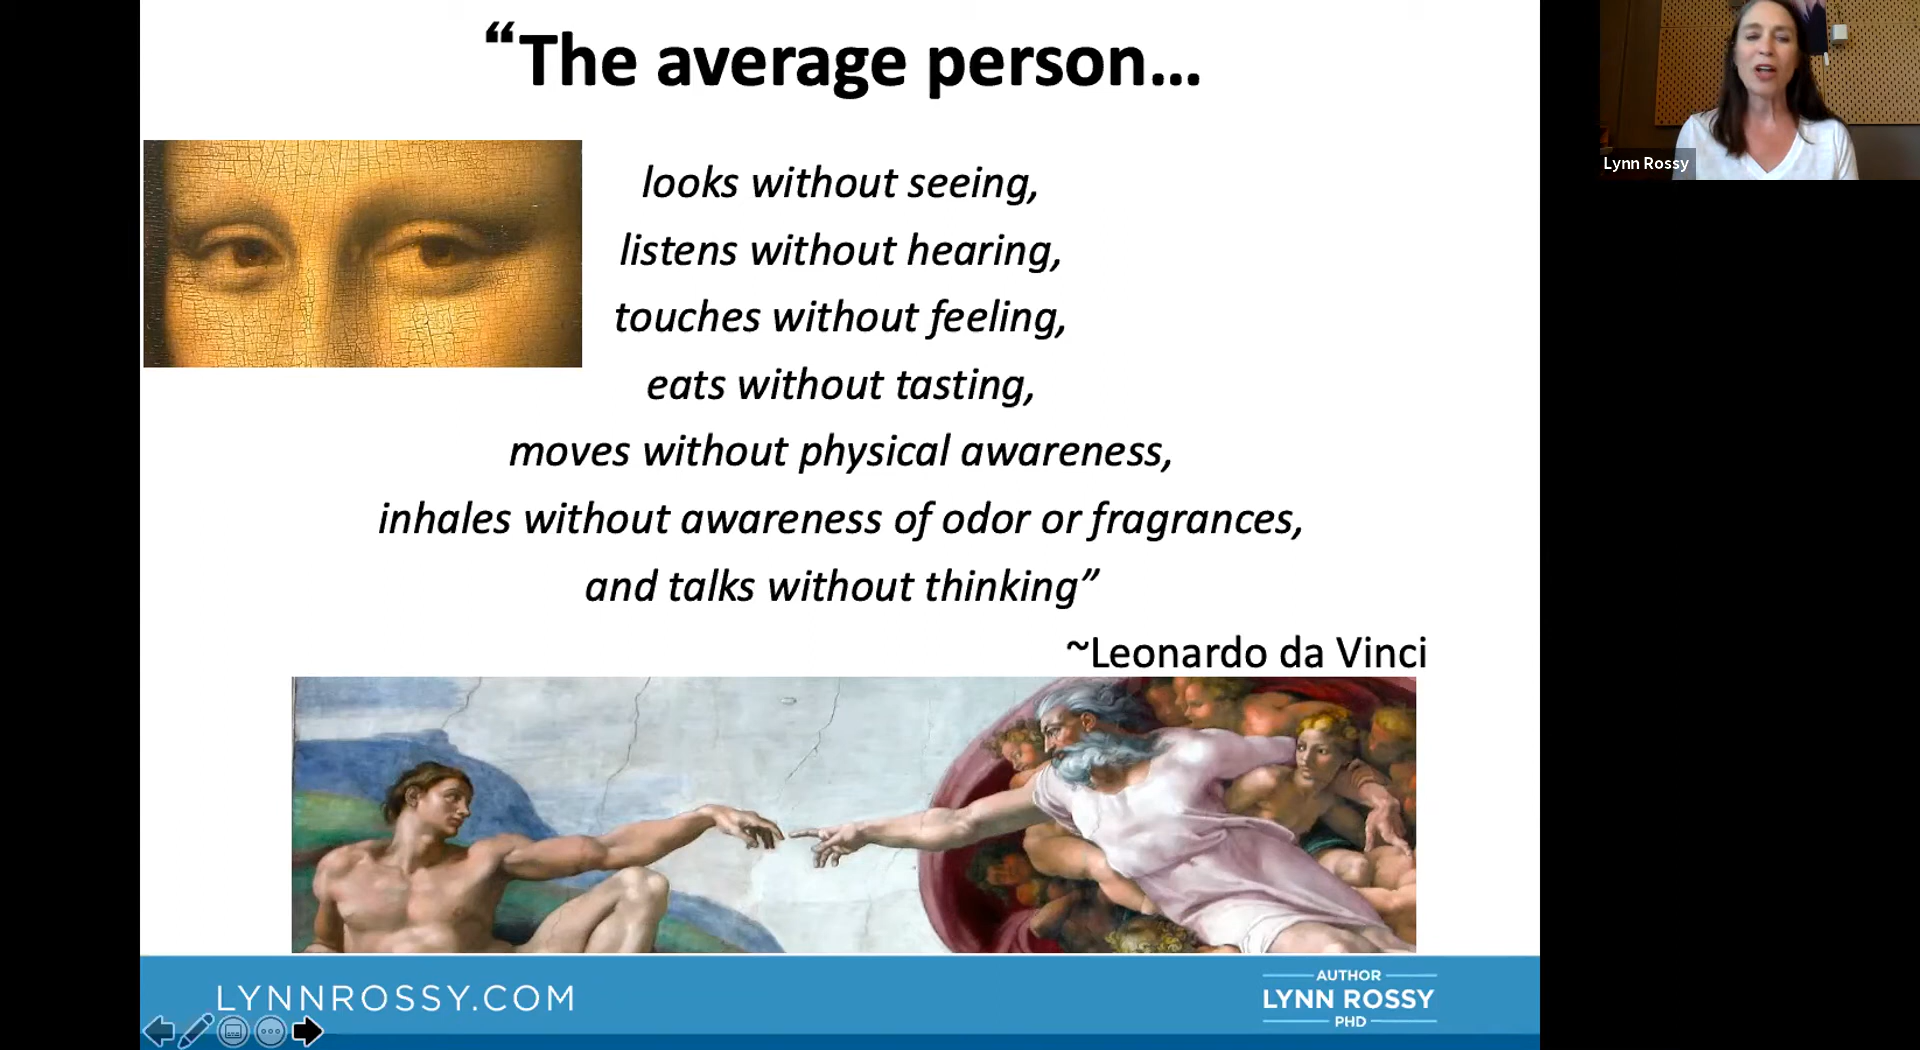 “The average person...
looks without seeing,
listens without hearing,
touches without feeling,
eats without tasting,
moves without physical awareness,
inhales without awareness of odor or fragrances,
and talks without thinking”
~Leonardo da Vinci
LYNNROSSY.COM
AUTHOR
LYNN ROSSY
PHD
Lynn Rossy